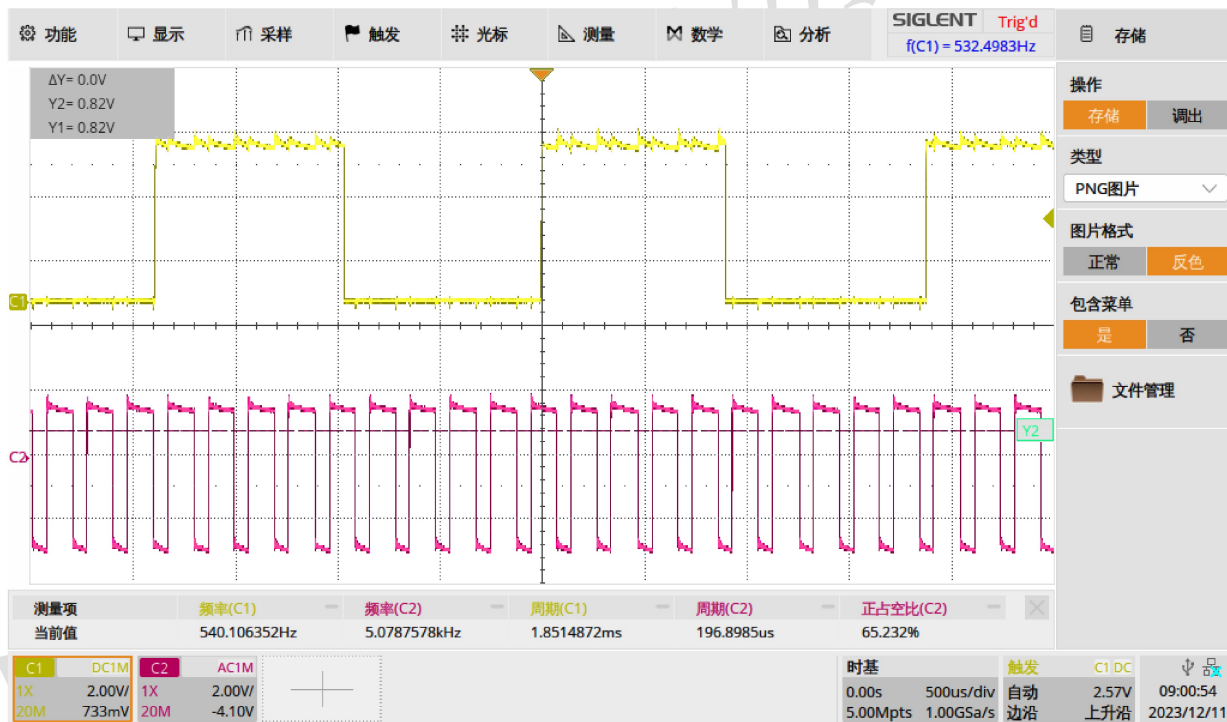 功能 显示 采样 触发 光标 测量 数学 分析 SIGLENT Trig'd 存储
f(C1) = 532.4983Hz
ΔY= 0.0V
Y2= 0.82V
Y1= 0.82V
操作
存储 调出
类型
PNG图片
图片格式
正常 反色
包含菜单
是 否
文件管理
C1
C2
Y2
测量项 频率(C1) 频率(C2) 周期(C1) 周期(C2) 正占空比(C2)
当前值 540.106352Hz 5.0787578kHz 1.8514872ms 196.8985us 65.232%
C1 DC1M C2 AC1M 时基 触发 C1 DC
1X 2.00V/ 1X 2.00V/ 0.00s 500us/div 自动 2.57V 09:00:54
20M 733mV 20M -4.10V 5.00Mpts 1.00GSa/s 边沿 上升沿 2023/12/11